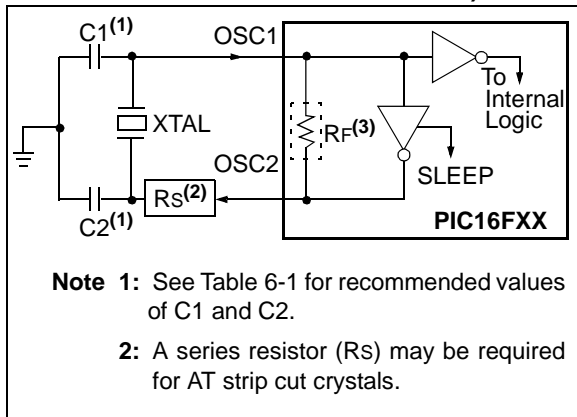 C1(1)
OSC1
To
Internal
Logic
XTAL
RF(3)
OSC2
SLEEP
C2(1)
RS(2)
PIC16FXX
Note 1: See Table 6-1 for recommended values
of C1 and C2.
2: A series resistor (RS) may be required
for AT strip cut crystals.